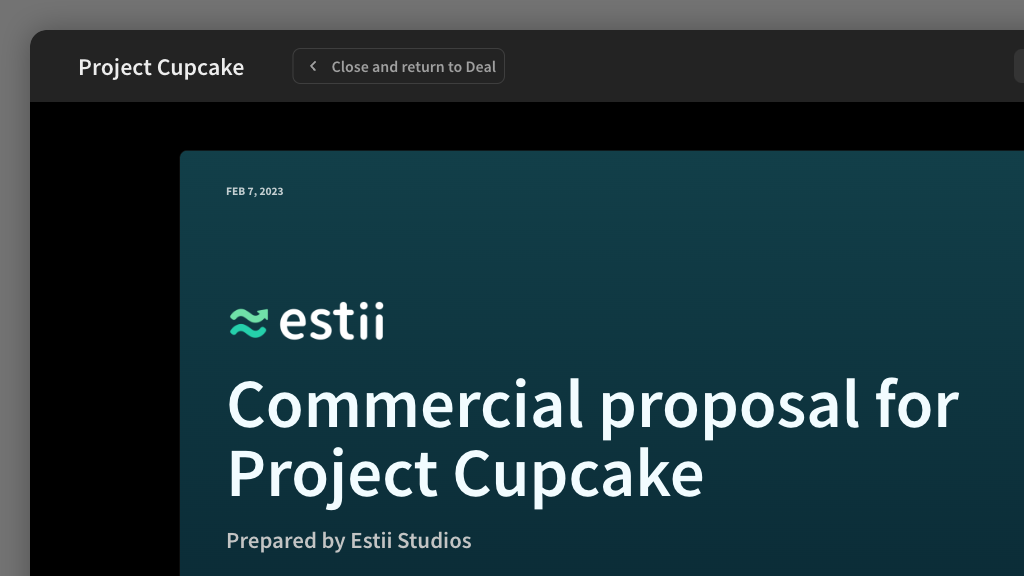 Project Cupcake
Close and return to Deal
FEB 7, 2023
estii
Commercial proposal for
Project Cupcake
Prepared by Estii Studios